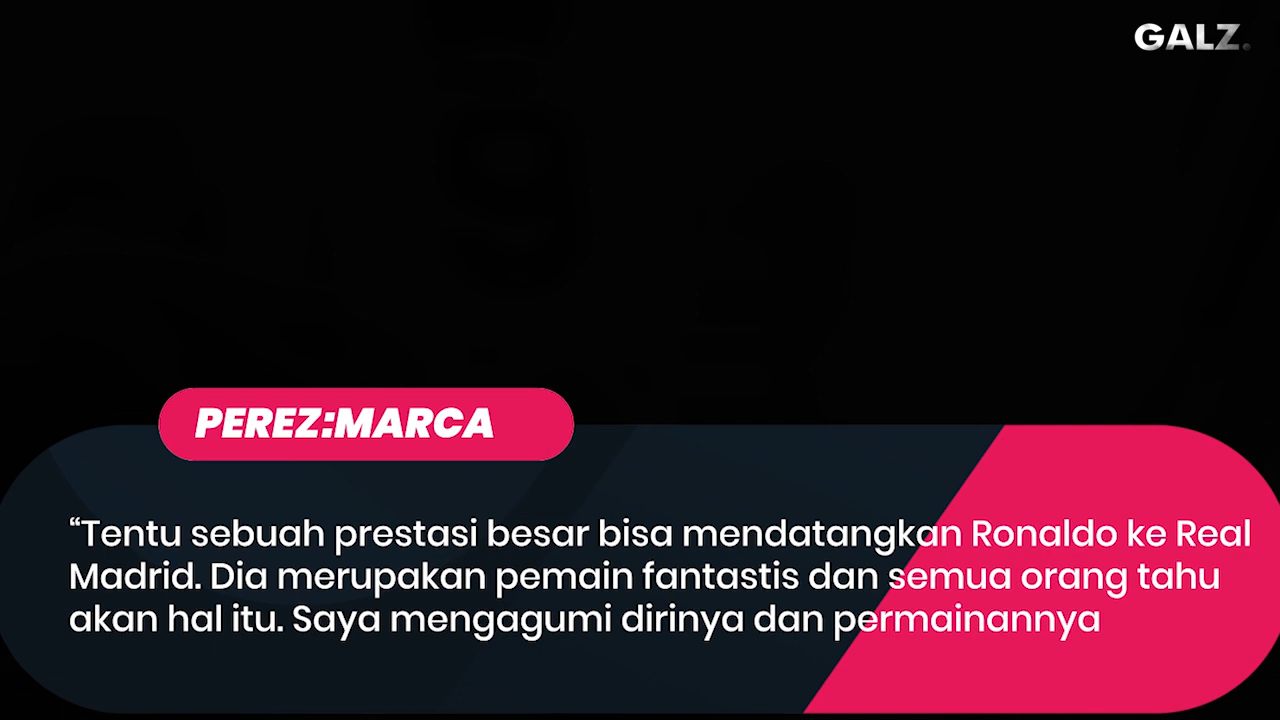 GALZ.
PEREZ:MARCA
“Tentu sebuah prestasi besar bisa mendatangkan Ronaldo ke Real
Madrid. Dia merupakan pemain fantastis dan semua orang tahu
akan hal itu. Saya mengagumi dirinya dan permainannya